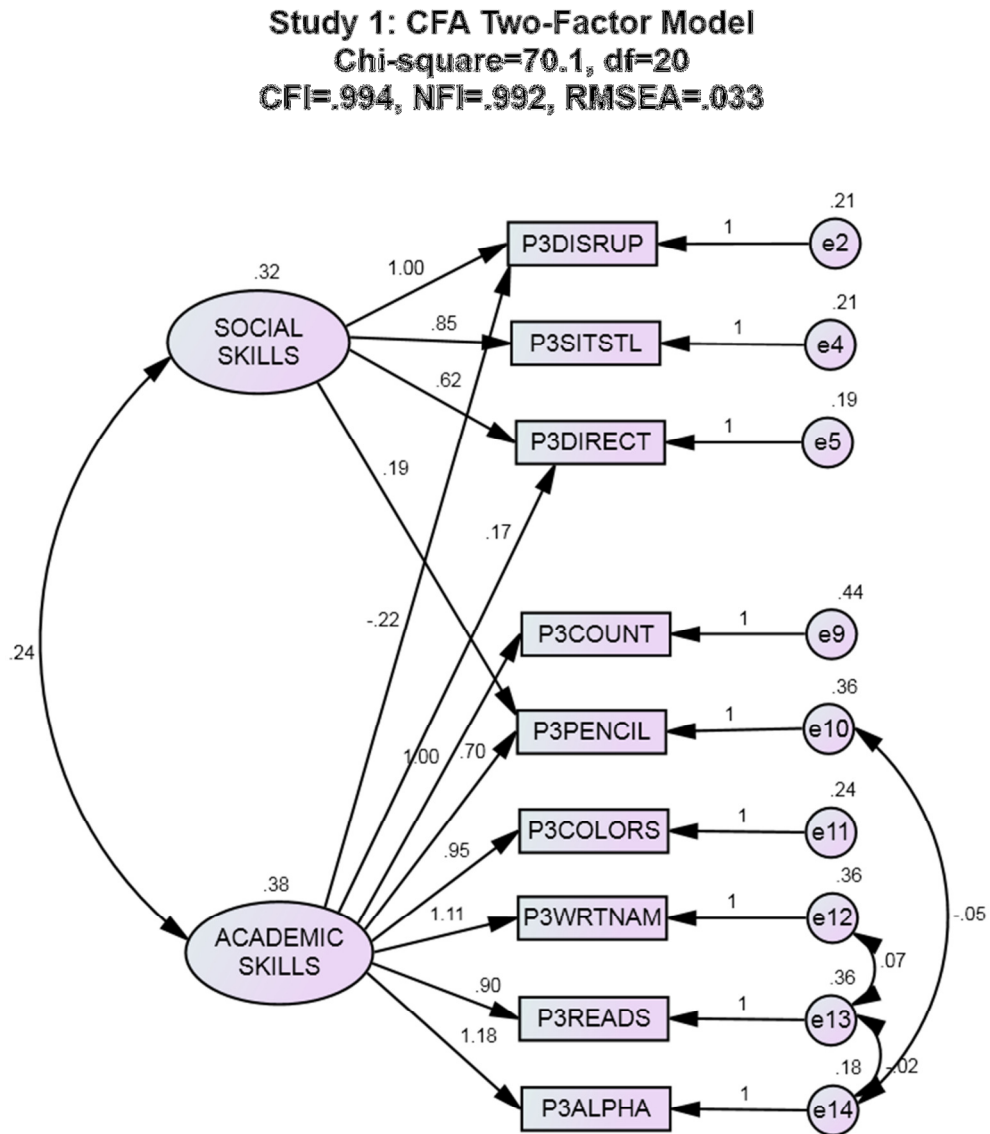 Study 1: CFA Two-Factor Model
Chi-square=70.1, df=20
CFI=.994, NFI=.992, RMSEA=.033
.21
P3DISRUP
1
e2
1.00
.32
SOCIAL
SKILLS
.85
.21
P3SITSTL
1
e4
.62
.19
P3DIRECT
1
e5
.19
.17
-.22
.24
.44
P3COUNT
1
e9
.36
P3PENCIL
1
e10
1.00
.70
.24
P3COLORS
1
e11
.95
.38
ACADEMIC
SKILLS
1.11
.36
P3WRTNAM
1
e12
-.05
.07
.90
.36
P3READS
1
e13
1.18
.18
-.02
P3ALPHA
1
e14